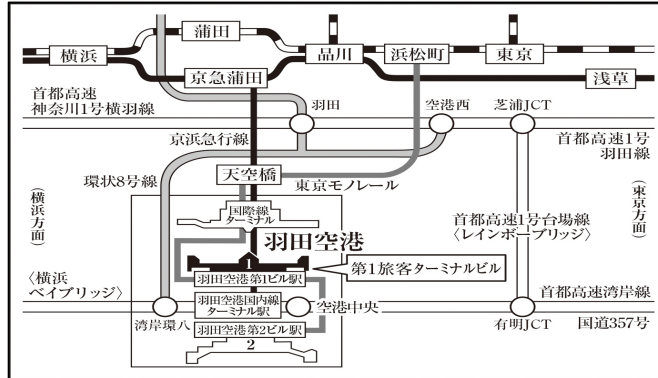 蒲田
横浜
品川
浜松町
東京
京急蒲田
浅草
首都高速
神奈川1号横羽線
羽田
空港西
芝浦JCT
京浜急行線
首都高速1号
羽田線
天空橋
東京モノレール
環状8号線
(横浜方面)
国際線
ターミナル
羽田空港
首都高速1号台場線
〈レインボーブリッジ〉
(東京方面)
1
第1旅客ターミナルビル
羽田空港第1ビル駅
〈横浜
ベイブリッジ〉
羽田空港国内線
ターミナル駅
空港中央
首都高速湾岸線
湾岸環八
羽田空港第2ビル駅
有明JCT
国道357号
2